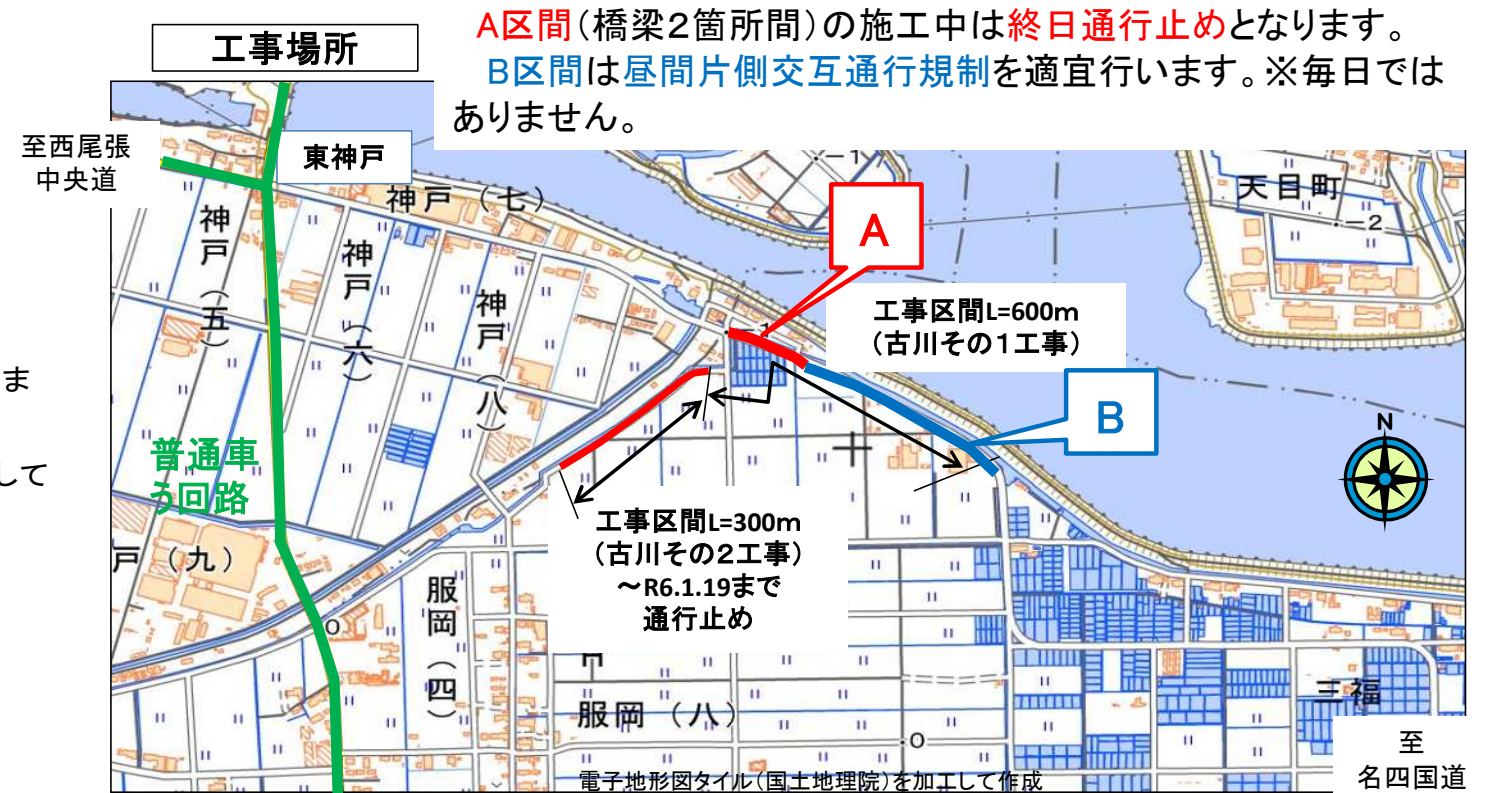 A区間(橋梁2箇所間)の施工中は終日通行止めとなります。
B区間は昼間片側交互通行規制を適宜行います。※毎日では
ありません。
工事場所
至西尾張
中央道
東神戸
神戸(七)
天目町
-1
-2
神戸(五)
神戸(六)
神戸(八)
A
工事区間L=600m
(古川その1工事)
-1
B
N
ま
して
普通車
う回路
工事区間L=300m
(古川その2工事)
~R6.1.19まで
通行止め
戸(九)
服岡(四)
0
服岡(八)
0
三福
至
名四国道
電子地形図タイル(国土地理院)を加工して作成